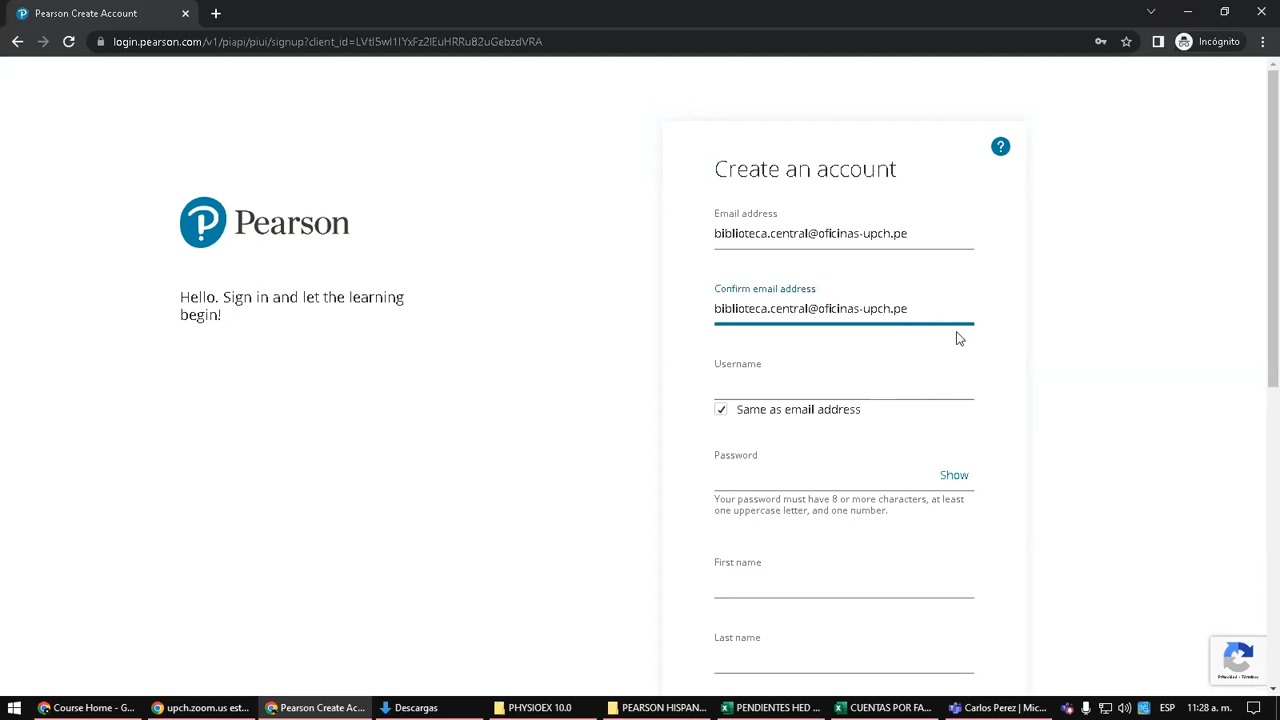 Pearson Create Account
login.pearson.com/v1/piapi/piui/signup?client_id=LVtI5wI1IYxFz2IEuHRRu82uGebzdVRA
Incógnito
Create an account
Pearson
Hello. Sign in and let the learning
begin!
Email address
biblioteca.central@oficinas-upch.pe
Confirm email address
biblioteca.central@oficinas-upch.pe
Username
Same as email address
Password
Show
Your password must have 8 or more characters, at least
one uppercase letter, and one number.
First name
Last name
Privacidad - Términos
Course Home - G...
upch.zoom.us est...
Pearson Create Ac...
Descargas
PHYSIOEX 10.0
PEARSON HISPAN...
PENDIENTES HED ...
CUENTAS POR FA...
Carlos Perez | Mic...
ESP
11:28 a. m.